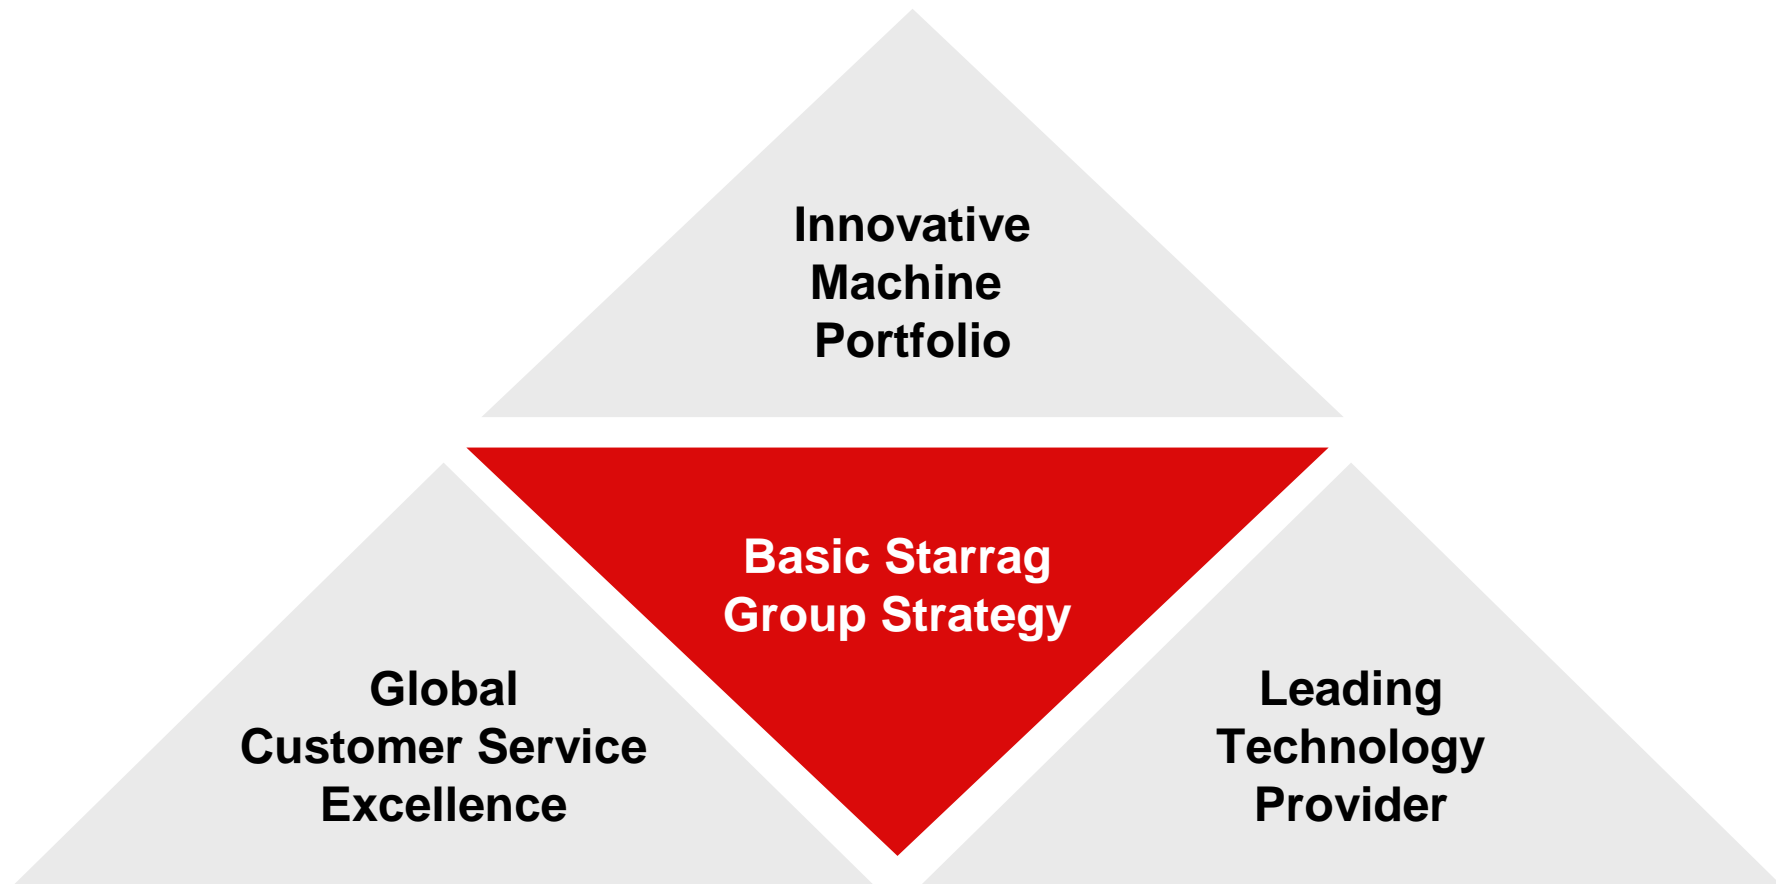 Innovative
Machine
Portfolio
Basic Starrag
Group Strategy
Global
Customer Service
Excellence
Leading
Technology
Provider